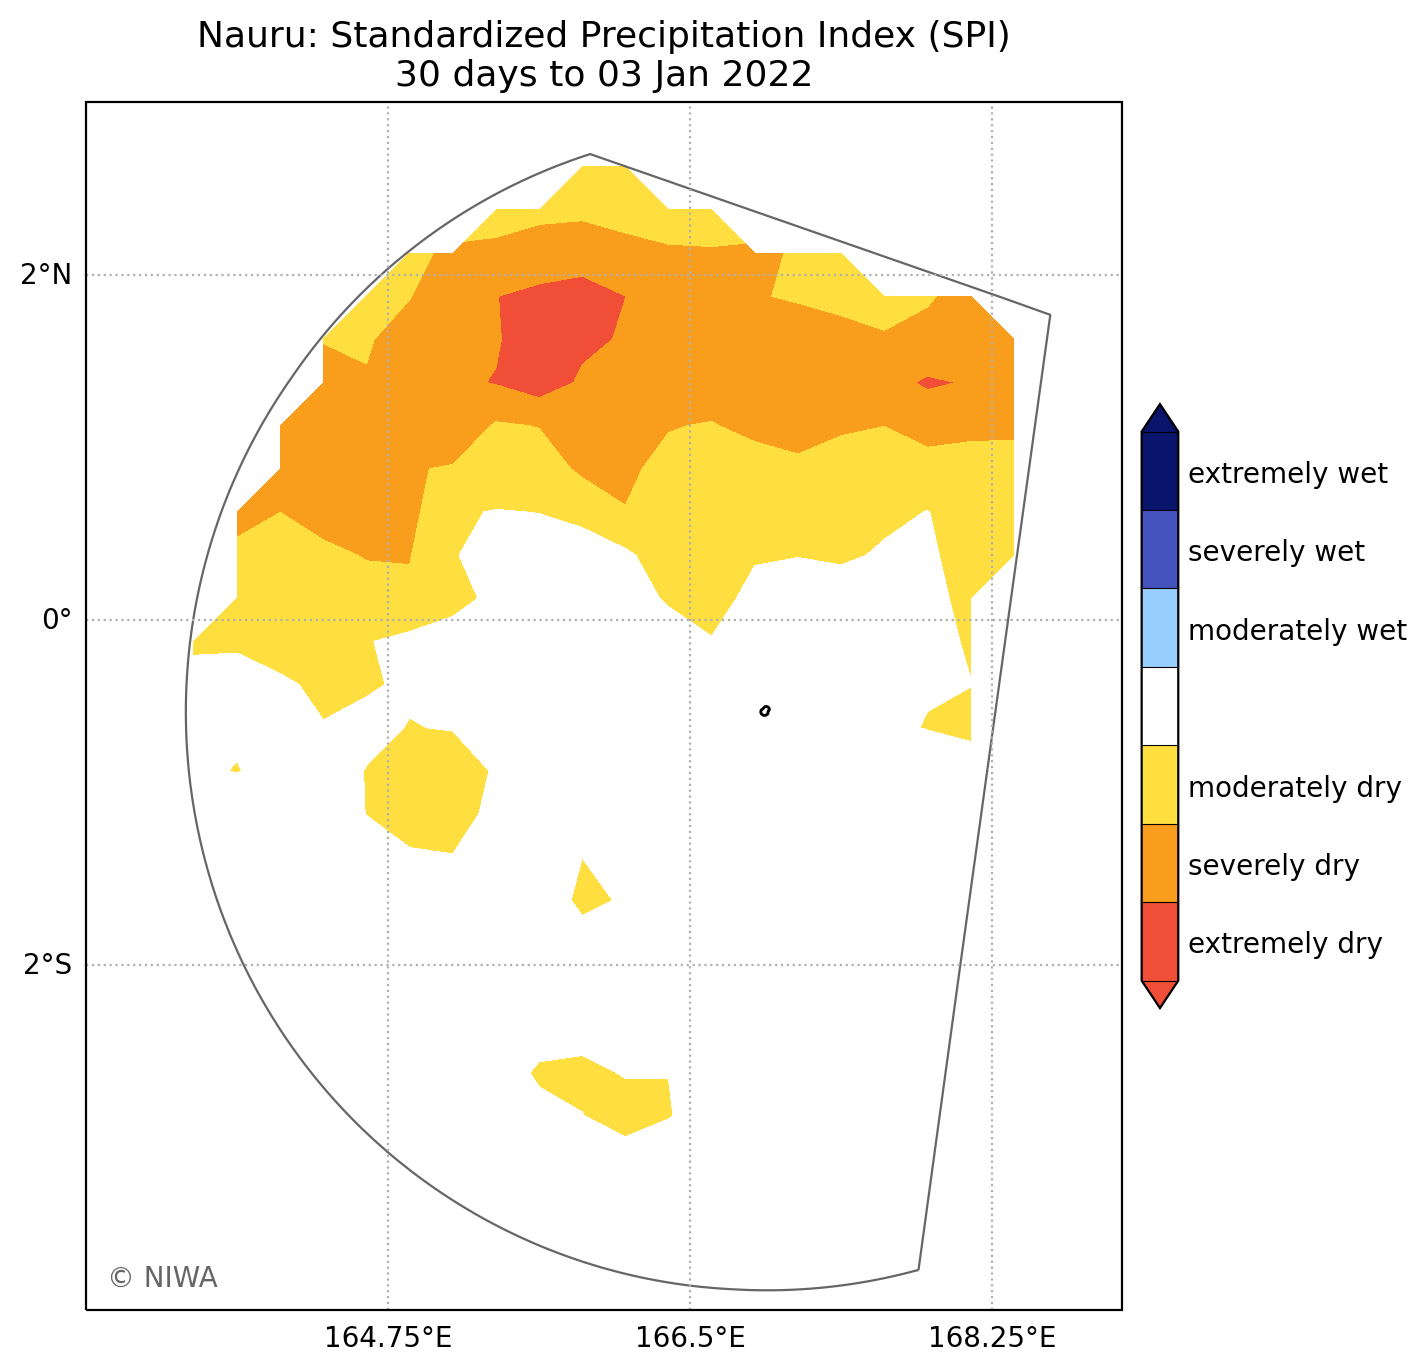 Nauru: Standardized Precipitation Index (SPI)
30 days to 03 Jan 2022
2°N
0°
2°S
164.75°E
166.5°E
168.25°E
© NIWA
extremely wet
severely wet
moderately wet
moderately dry
severely dry
extremely dry